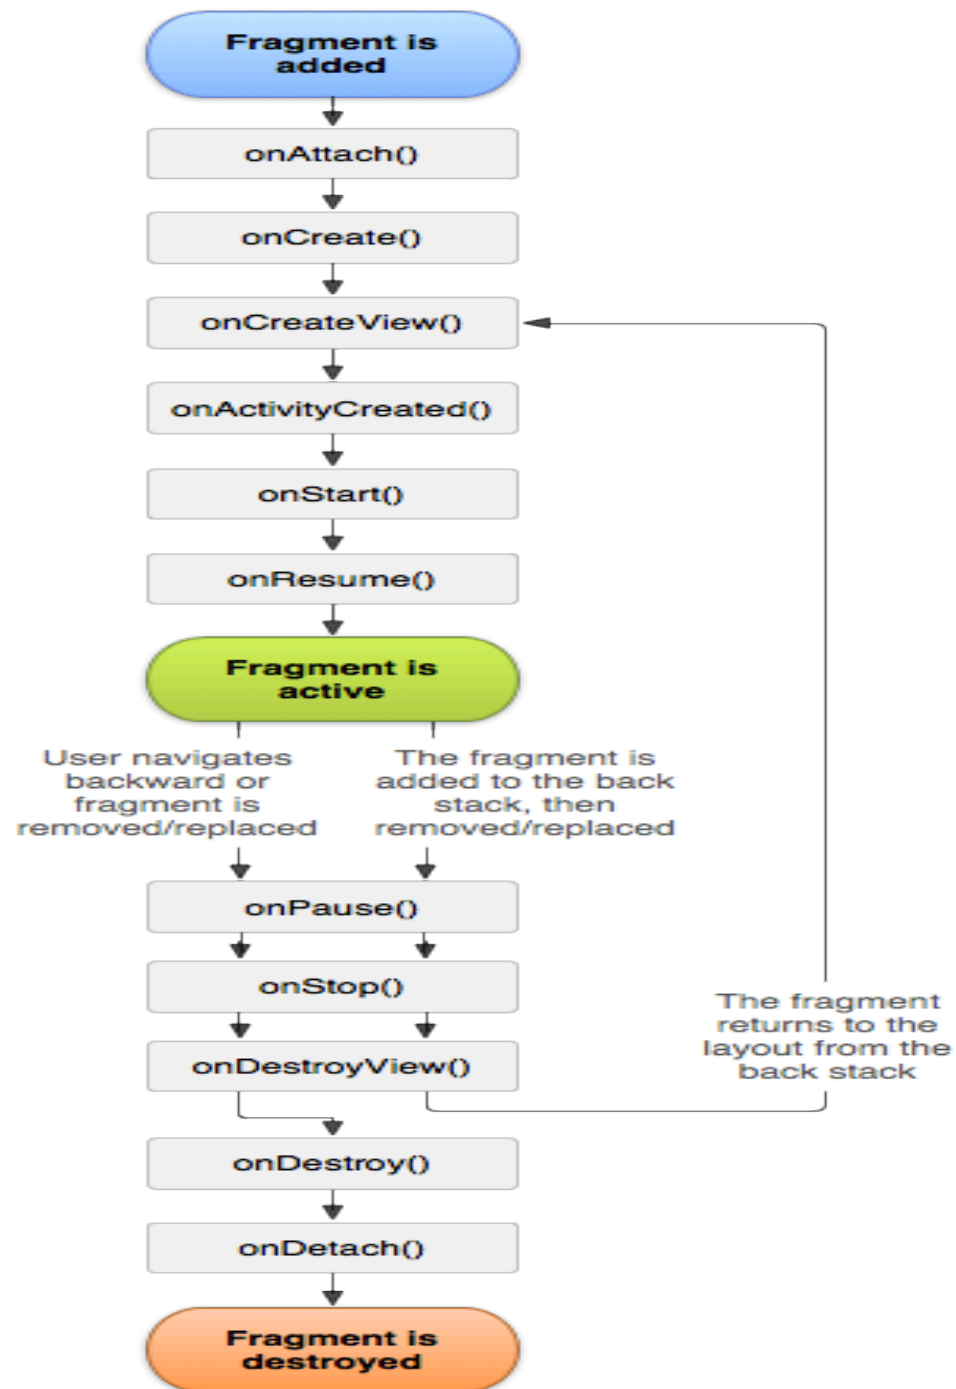 Fragment is
added
onAttach()
onCreate()
onCreateView()
onActivityCreated()
onStart()
onResume()
Fragment is
active
User navigates
backward or
fragment is
removed/replaced
The fragment is
added to the back
stack, then
removed/replaced
onPause()
onStop()
onDestroyView()
The fragment
returns to the
layout from the
back stack
onDestroy()
onDetach()
Fragment is
destroyed